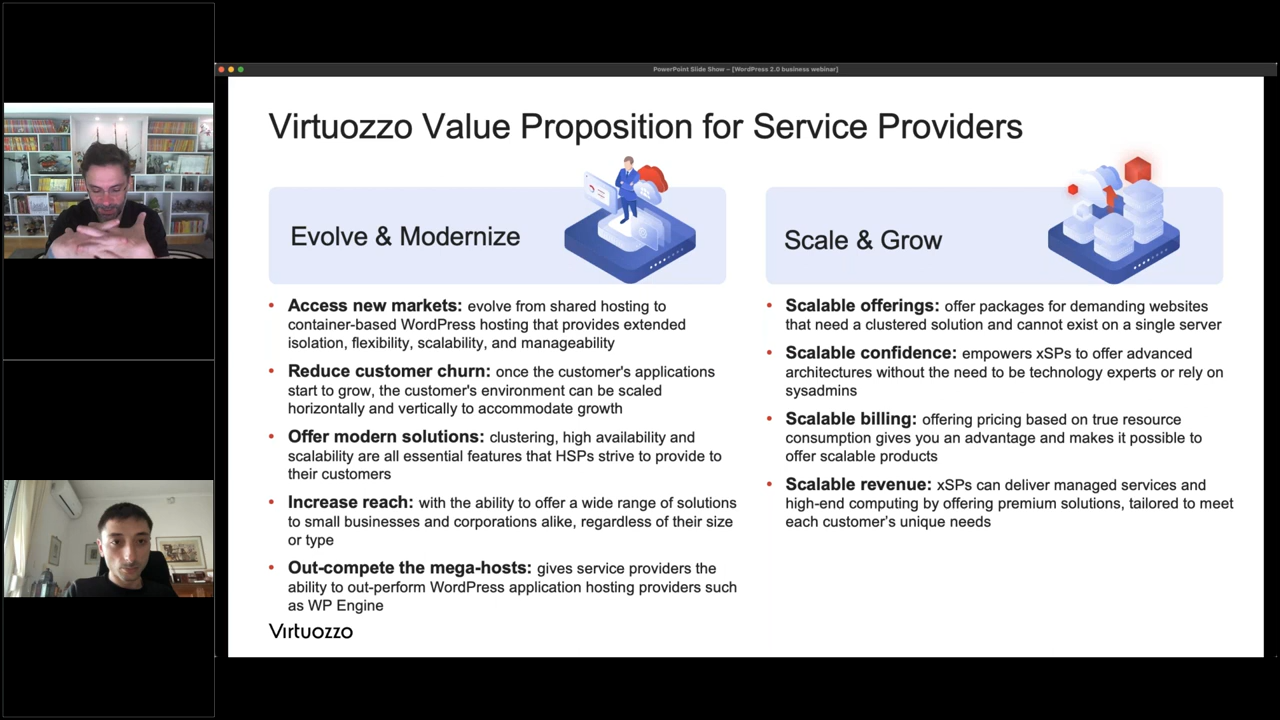 PowerPoint Slide Show – [WordPress 2.0 business webinar]
Virtuozzo Value Proposition for Service Providers
Evolve & Modernize
• Access new markets: evolve from shared hosting to
container-based WordPress hosting that provides extended
isolation, flexibility, scalability, and manageability
• Reduce customer churn: once the customer's applications
start to grow, the customer's environment can be scaled
horizontally and vertically to accommodate growth
• Offer modern solutions: clustering, high availability and
scalability are all essential features that HSPs strive to provide to
their customers
• Increase reach: with the ability to offer a wide range of solutions
to small businesses and corporations alike, regardless of their size
or type
• Out-compete the mega-hosts: gives service providers the
ability to out-perform WordPress application hosting providers such
as WP Engine
Scale & Grow
• Scalable offerings: offer packages for demanding websites
that need a clustered solution and cannot exist on a single server
• Scalable confidence: empowers xSPs to offer advanced
architectures without the need to be technology experts or rely on
sysadmins
• Scalable billing: offering pricing based on true resource
consumption gives you an advantage and makes it possible to
offer scalable products
• Scalable revenue: xSPs can deliver managed services and
high-end computing by offering premium solutions, tailored to meet
each customer's unique needs
Virtuozzo